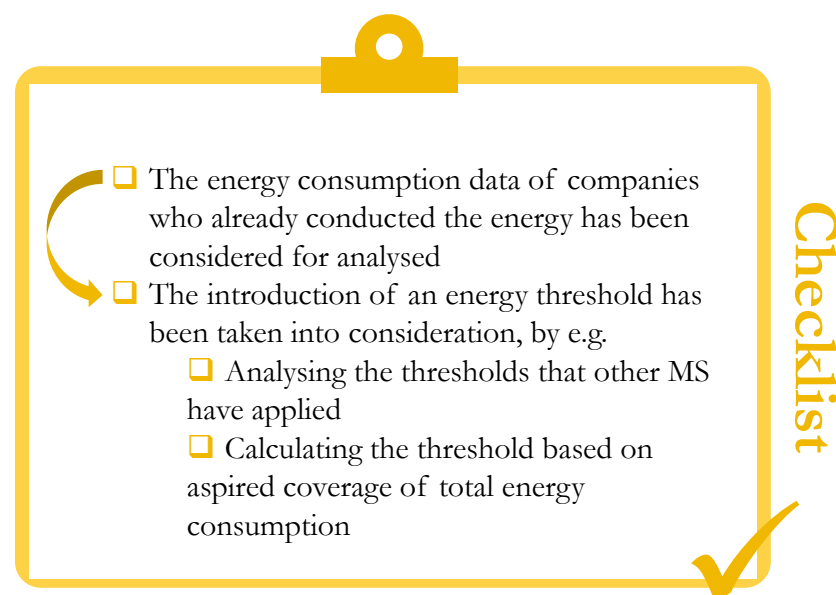 ❑ The energy consumption data of companies
who already conducted the energy has been
considered for analysed
❑ The introduction of an energy threshold has
been taken into consideration, by e.g.
❑ Analysing the thresholds that other MS
have applied
❑ Calculating the threshold based on
aspired coverage of total energy
consumption
Checklist